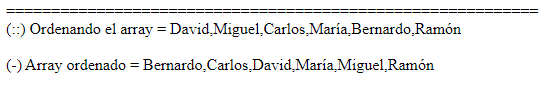 =========================================================
(::) Ordenando el array = David,Miguel,Carlos,María,Bernardo,Ramón
(-) Array ordenado = Bernardo,Carlos,David,María,Miguel,Ramón